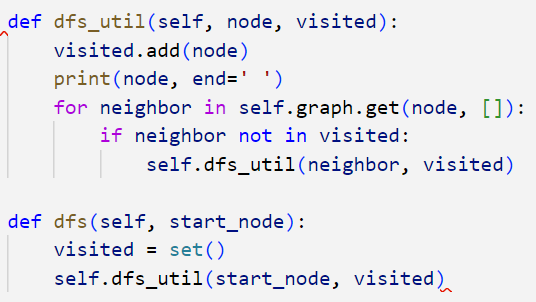 def dfs_util(self, node, visited):
    visited.add(node)
    print(node, end=' ')
    for neighbor in self.graph.get(node, []):
        if neighbor not in visited:
            self.dfs_util(neighbor, visited)

def dfs(self, start_node):
    visited = set()
    self.dfs_util(start_node, visited)